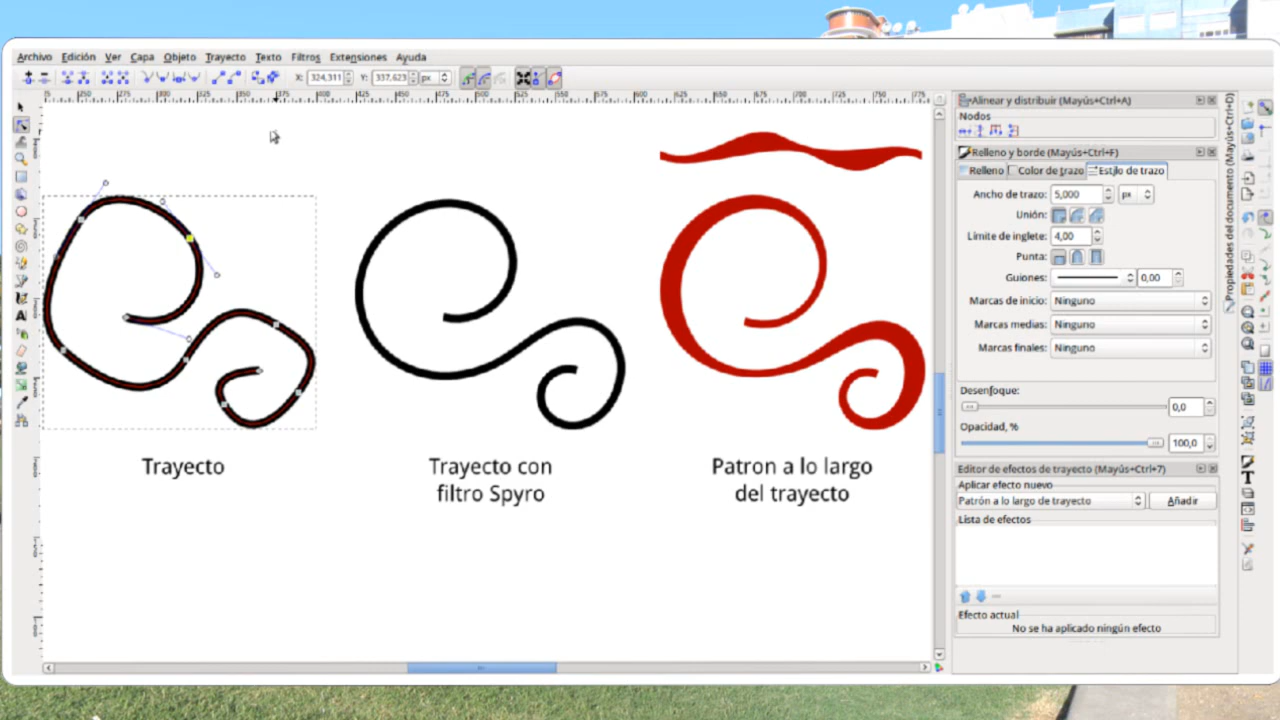 Archivo Edición Ver Capa Objeto Trayecto Texto Filtros Extensiones Ayuda
X: 324,311 Y: 337,623 px
Alinear y distribuir (Mayús+Ctrl+A)
Nodos
Relleno y borde (Mayús+Ctrl+F)
Relleno Color de trazo Estilo de trazo
Ancho de trazo: 5,000 px
Unión:
Límite de inglete: 4,00
Punta:
Guiones: 0,00
Marcas de inicio: Ninguno
Marcas medias: Ninguno
Marcas finales: Ninguno
Desenfoque:
0,0
Opacidad, %
100,0
Editor de efectos de trayecto (Mayús+Ctrl+7)
Aplicar efecto nuevo
Patrón a lo largo de trayecto Añadir
Lista de efectos
Efecto actual
No se ha aplicado ningún efecto
Propiedades del documento (Mayús+Ctrl+D)
Trayecto
Trayecto con
filtro Spyro
Patron a lo largo
del trayecto